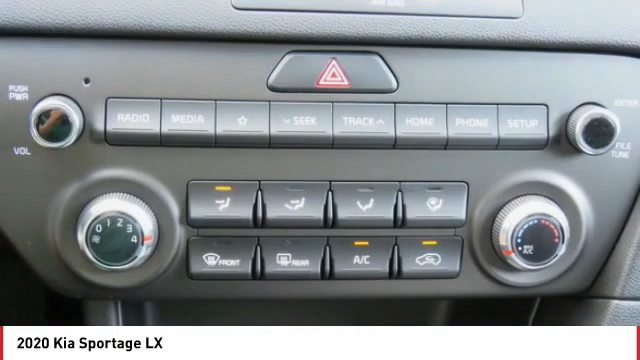 PUSH
PWR
VOL
RADIO
MEDIA
SEEK
TRACK
HOME
PHONE
SETUP
ENTER
FILE
TUNE
0 1 2 3 4
FRONT
REAR
A/C
MAX
A/C
2020 Kia Sportage LX